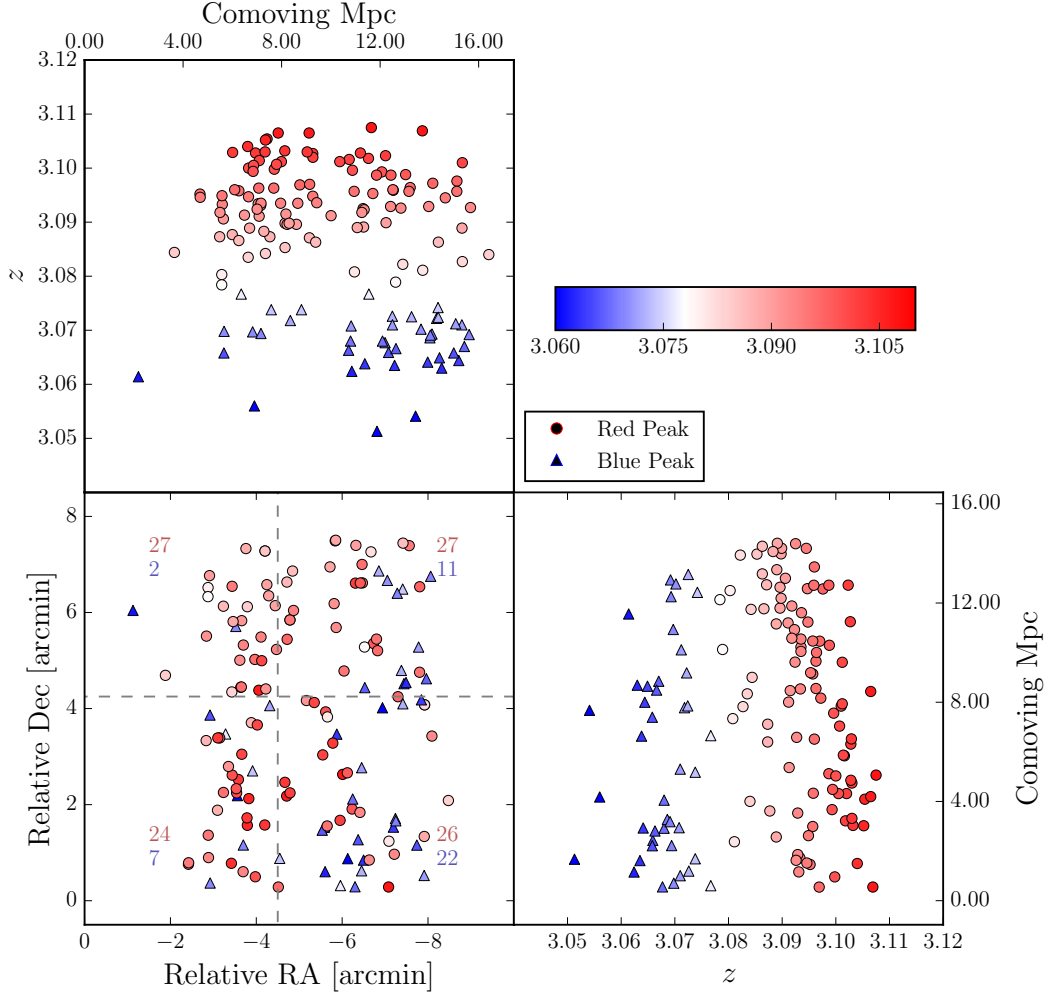 Comoving Mpc
0.00 4.00 8.00 12.00 16.00
3.12
3.11
3.10
3.09
3.08
3.07
3.06
3.05
z
3.060 3.075 3.090 3.105
Red Peak
Blue Peak
8
6
4
2
0
Relative Dec [arcmin]
27
2
27
11
24
7
26
22
0 −2 −4 −6 −8
Relative RA [arcmin]
16.00
12.00
8.00
4.00
0.00
Comoving Mpc
3.05 3.06 3.07 3.08 3.09 3.10 3.11 3.12
z